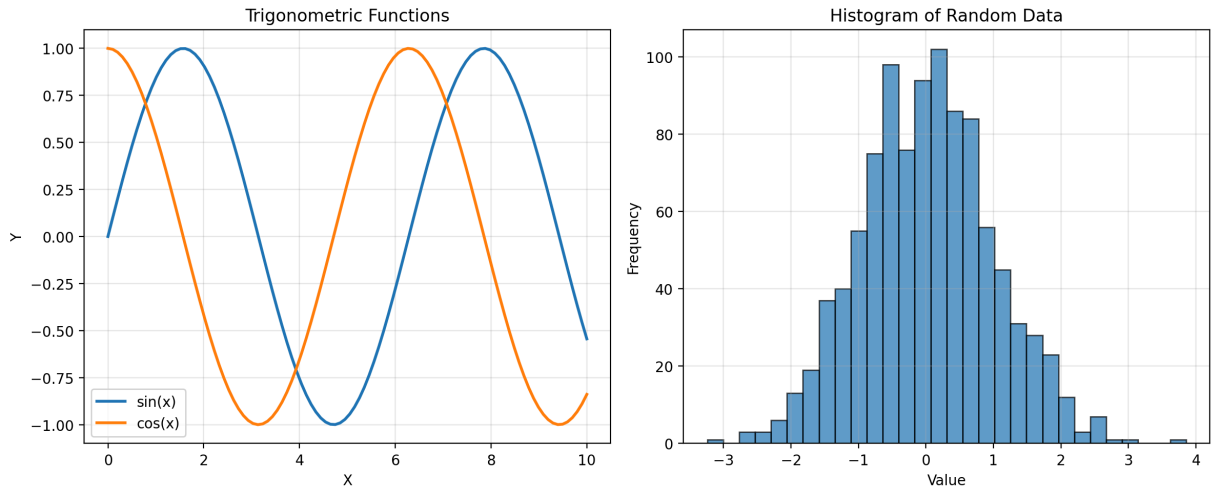 Trigonometric Functions
1.00
0.75
0.50
0.25
0.00
−0.25
−0.50
−0.75
−1.00
Y
sin(x)
cos(x)
0 2 4 6 8 10
X
Histogram of Random Data
100
80
60
40
20
0
Frequency
−3 −2 −1 0 1 2 3 4
Value